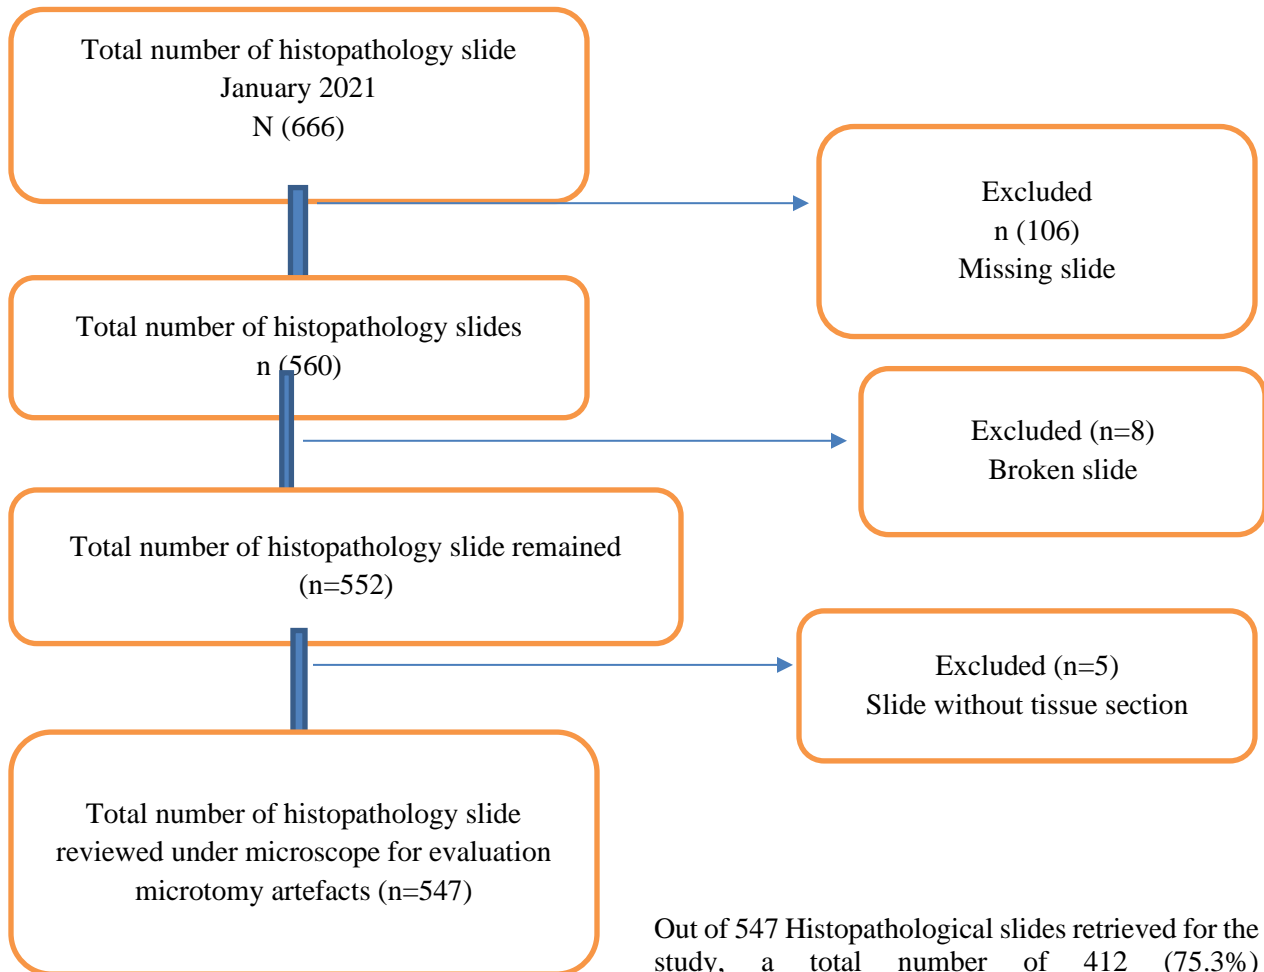 Total number of histopathology slide
January 2021
N (666)
Excluded
n (106)
Missing slide
Total number of histopathology slides
n (560)
Excluded (n=8)
Broken slide
Total number of histopathology slide remained
(n=552)
Excluded (n=5)
Slide without tissue section
Total number of histopathology slide
reviewed under microscope for evaluation
microtomy artefacts (n=547)
Out of 547 Histopathological slides retrieved for the
study, a total number of 412 (75.3%)